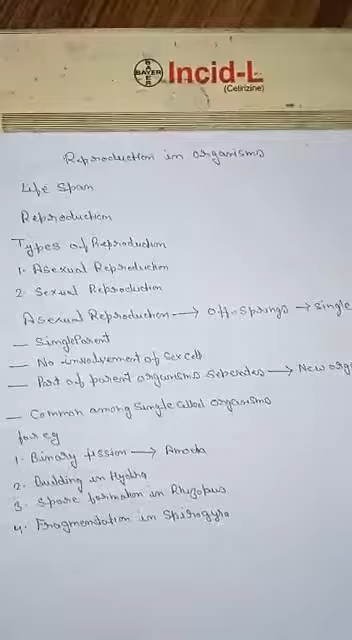 BAYER
BAYER
Incid-L
(Cetirizine)
Reproduction in organisms
Life Span
Reproduction
Types of Reproduction
1. Asexual Reproduction
2. Sexual Reproduction
Asexual Reproduction → Off-Springs → Single
— Single Parent
— No involvement of Sex cell
— Part of parent organisms seperates → New orga
— Common among Single celled organisms
for eg
1. Binary fission → Amoeba
2. Budding in Hydra
3. Spore formation in Rhizopus
4. Fragmentation in Spirogyra